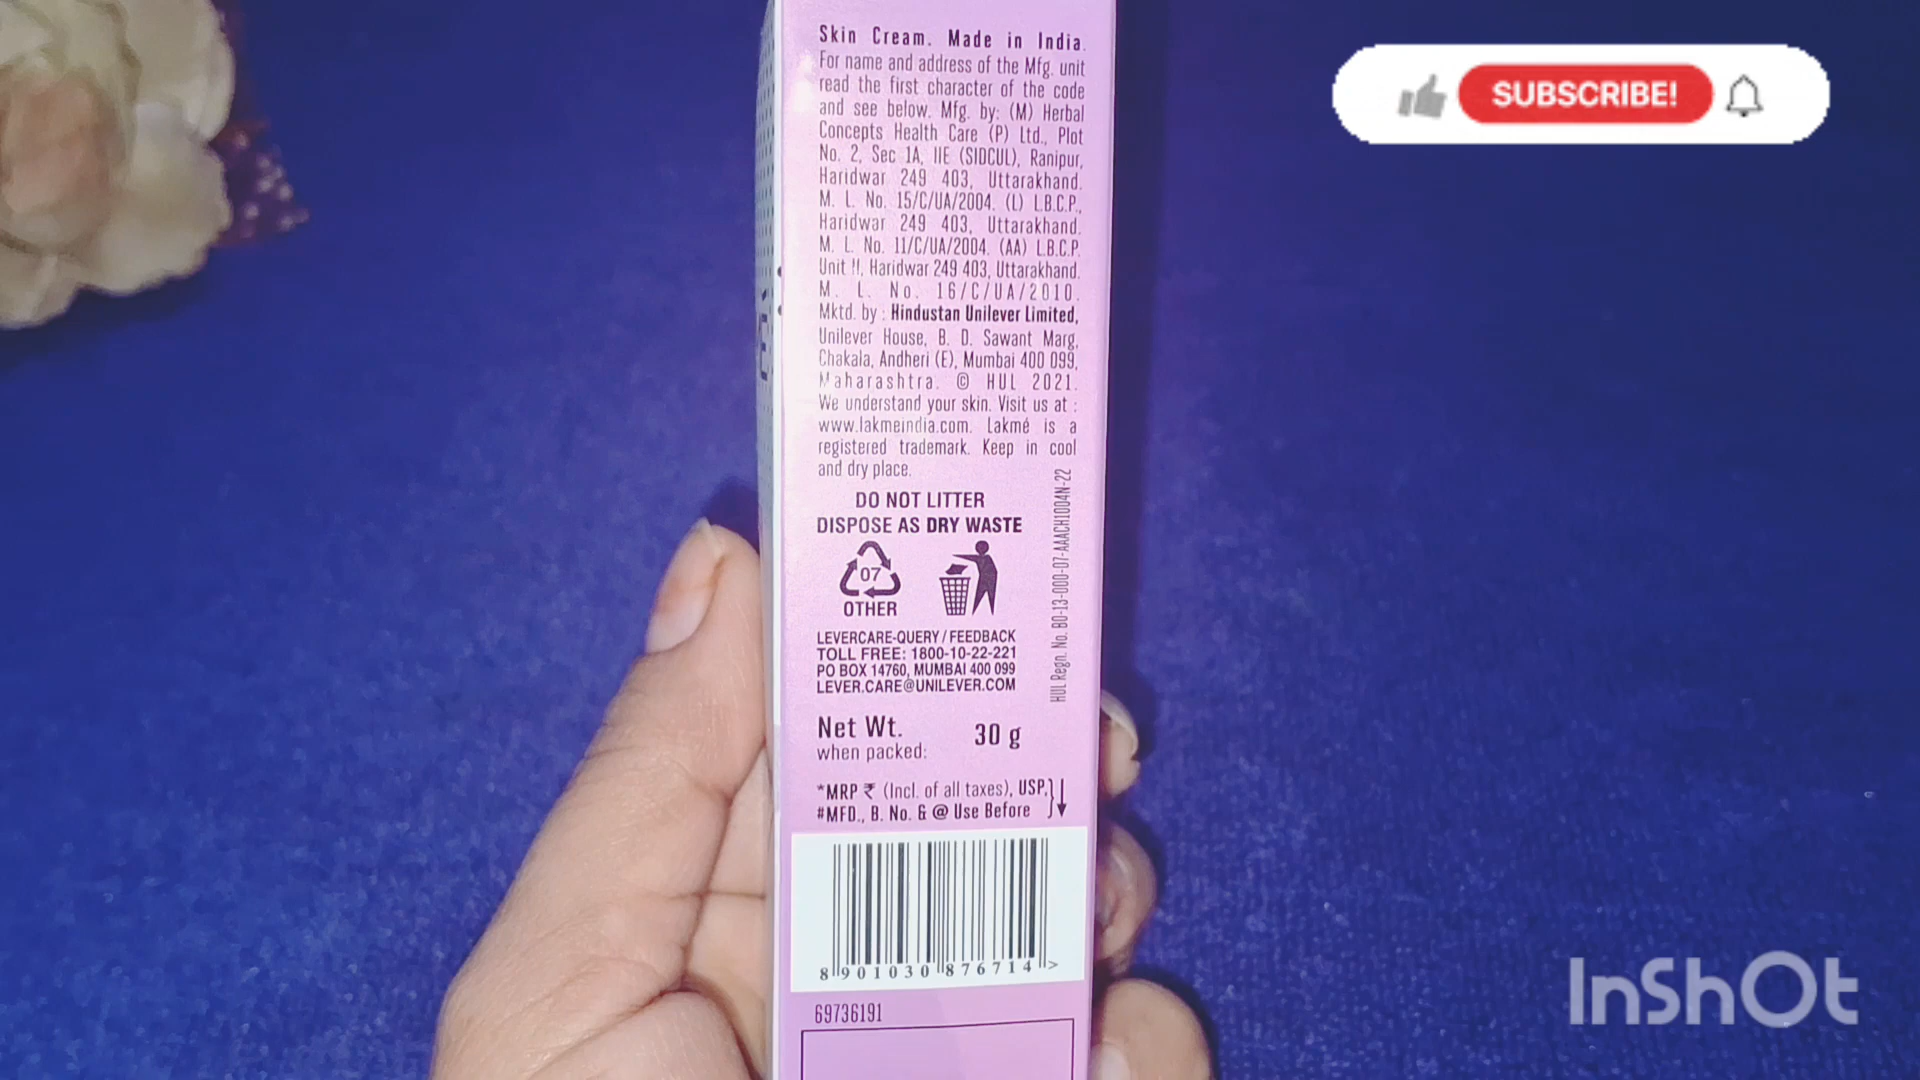 Skin Cream. Made in India.
For name and address of the Mfg. unit
read the first character of the code
and see below. Mfg. by: (M) Herbal
Concepts Health Care (P) Ltd., Plot
No. 2, Sec 1A, IIE (SIDCUL), Ranipur,
Haridwar 249 403, Uttarakhand.
M. L. No. 15/C/UA/2004. (L) L.B.C.P.,
Haridwar 249 403, Uttarakhand.
M. L. No. 11/C/UA/2004. (AA) L.B.C.P.
Unit II, Haridwar 249 403, Uttarakhand.
M. L. No. 16/C/UA/2010.
Mktd. by : Hindustan Unilever Limited,
Unilever House, B. D. Sawant Marg,
Chakala, Andheri (E), Mumbai 400 099,
Maharashtra. © HUL 2021.
We understand your skin. Visit us at :
www.lakmeindia.com. Lakmé is a
registered trademark. Keep in cool
and dry place.
DO NOT LITTER
DISPOSE AS DRY WASTE
07
OTHER
HUL Regn. No. BO-13-000-07-AAACH1004N-22
LEVERCARE-QUERY / FEEDBACK
TOLL FREE: 1800-10-22-221
PO BOX 14760, MUMBAI 400 099
LEVER.CARE@UNILEVER.COM
Net Wt. 30 g
when packed:
*MRP ₹ (Incl. of all taxes), USP,
#MFD., B. No. & @ Use Before
8 901030 876714 >
69736191
SUBSCRIBE!
InShOt